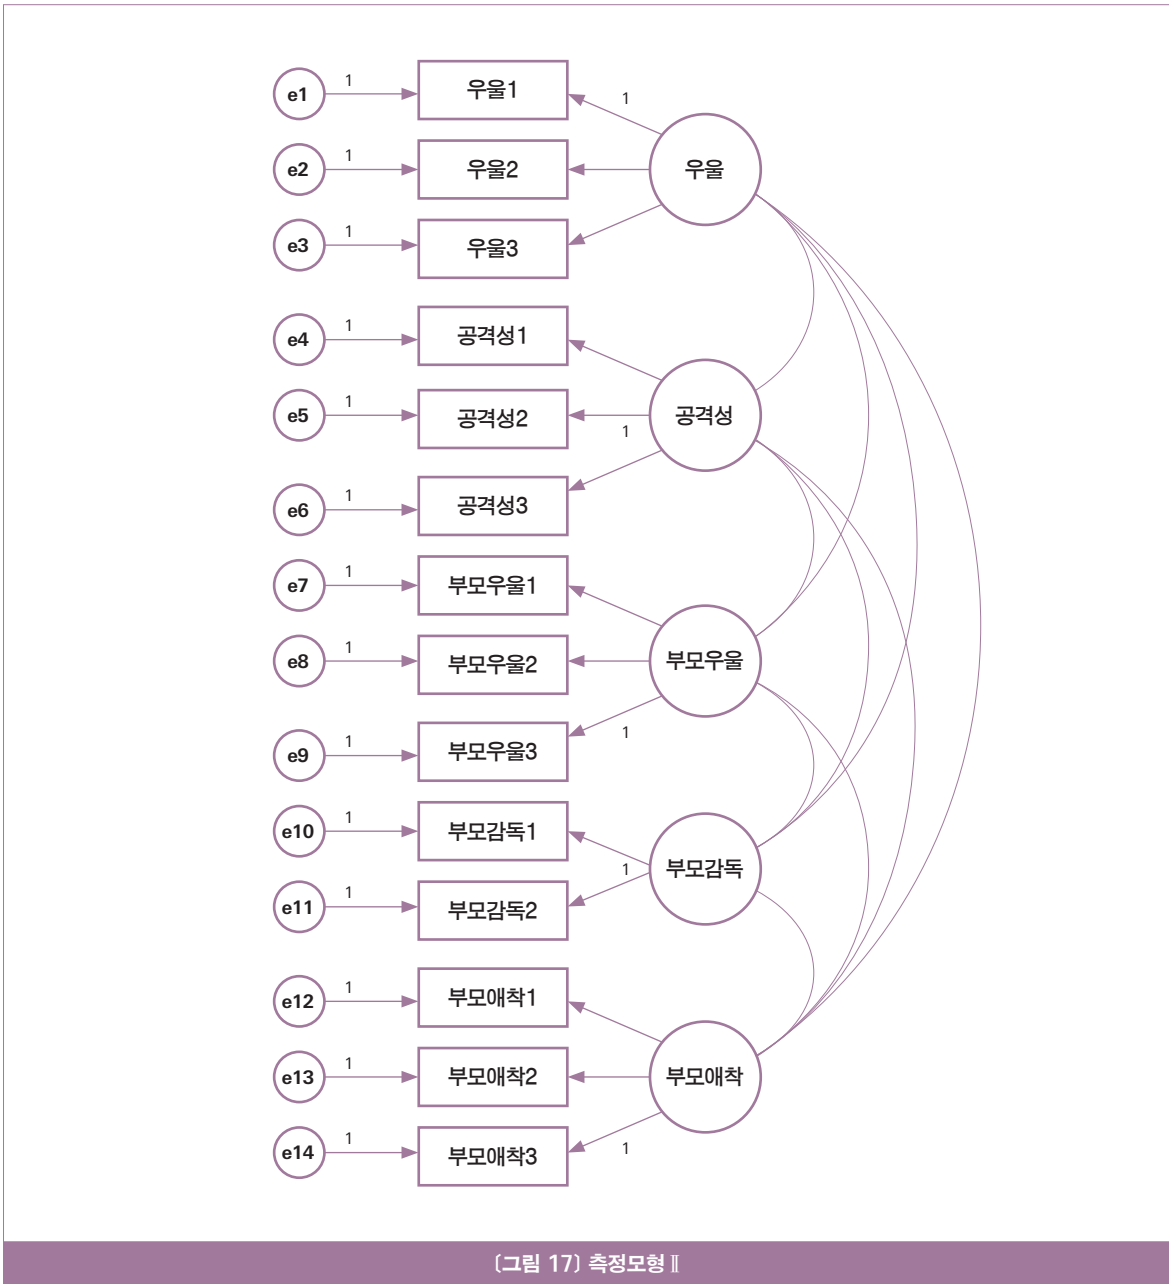 e1 1 우울1 1
우울
e2 1 우울2
e3 1 우울3
e4 1 공격성1
공격성
e5 1 공격성2 1
e6 1 공격성3
e7 1 부모우울1
부모우울
e8 1 부모우울2
e9 1 부모우울3 1
e10 1 부모감독1
부모감독
1
e11 1 부모감독2
e12 1 부모애착1
부모애착
e13 1 부모애착2
e14 1 부모애착3 1
〔그림 17〕 측정모형Ⅱ